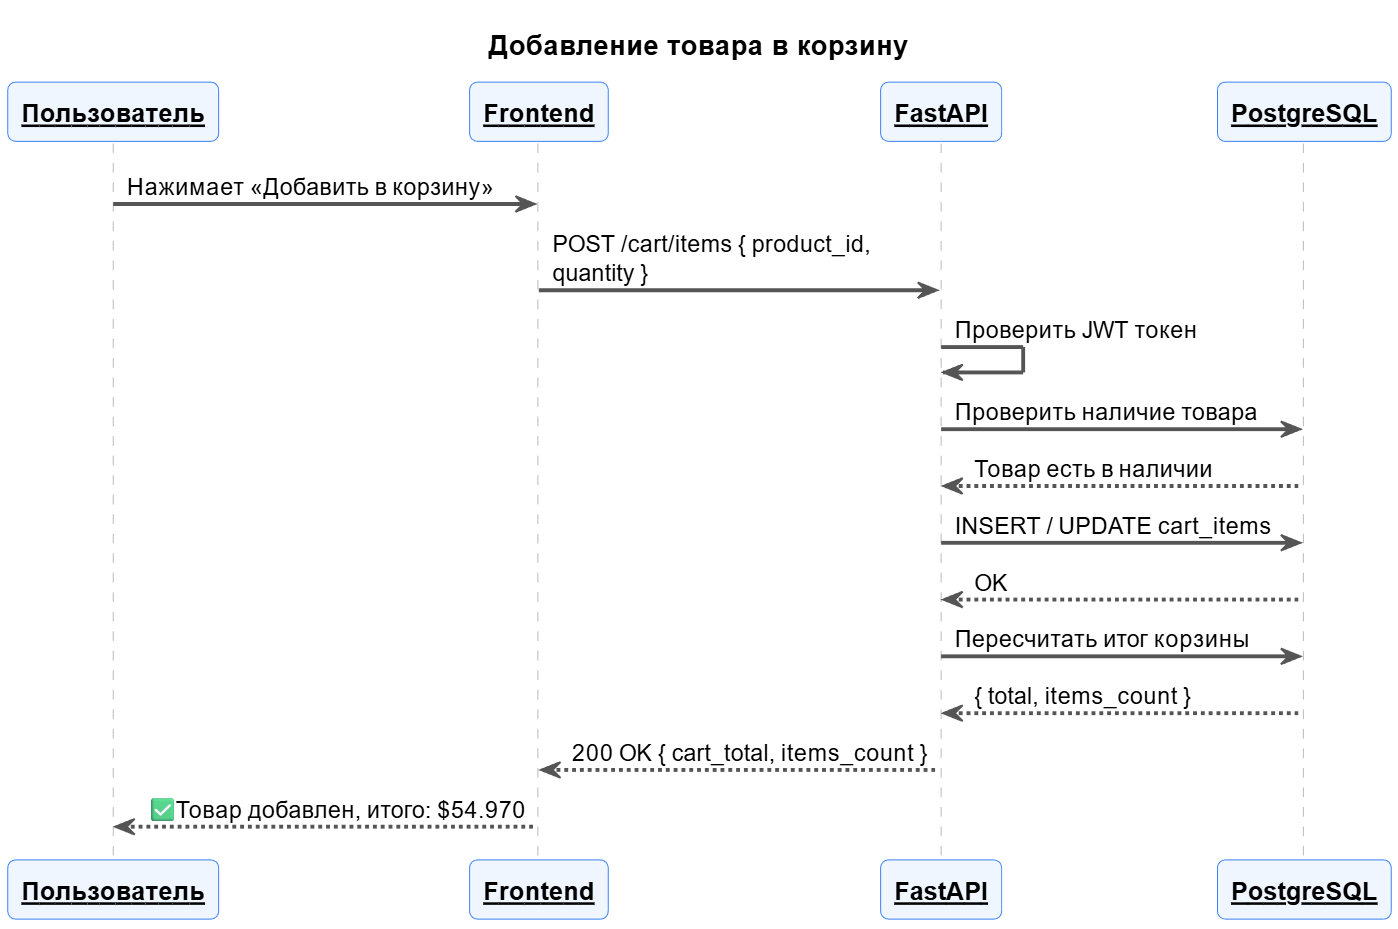 Добавление товара в корзину
Пользователь
Frontend
FastAPI
PostgreSQL
Нажимает «Добавить в корзину»
POST /cart/items { product_id,
quantity }
Проверить JWT токен
Проверить наличие товара
Товар есть в наличии
INSERT / UPDATE cart_items
OK
Пересчитать итог корзины
{ total, items_count }
200 OK { cart_total, items_count }
✅Товар добавлен, итого: $54.970
Пользователь
Frontend
FastAPI
PostgreSQL